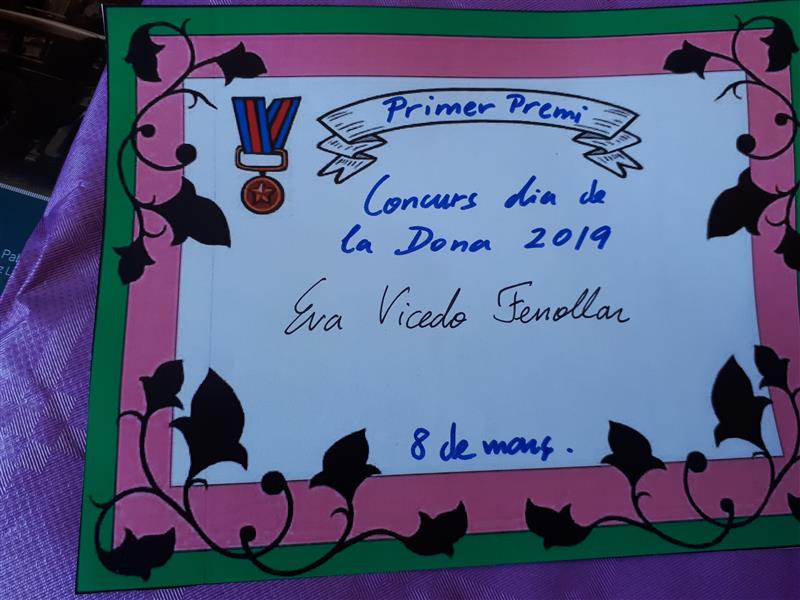 Primer Premi
Concurs dia de
la Dona 2019
Eva Vicedo Fenollar
8 de març.